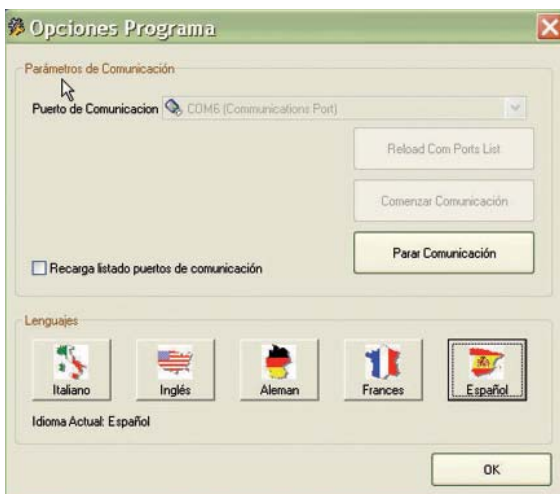 Opciones Programa
Parámetros de Comunicación
Puerto de Comunicacion COM6 (Communications Port)
Reload Com Ports List
Comenzar Comunicación
Parar Comunicación
Recarga listado puertos de comunicación
Lenguajes
Italiano Inglés Aleman Frances Español
Idioma Actual: Español
OK